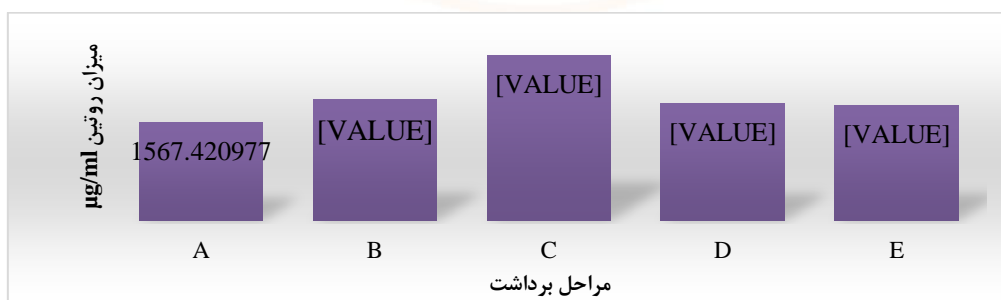 میزان روتین µg/ml
[VALUE]
[VALUE]
[VALUE]
[VALUE]
1567.420977
A
B
C
D
E
مراحل برداشت